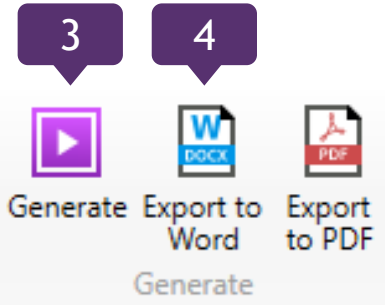 3 4
W
DOCX PDF
Generate Export to Export
Word to PDF
Generate